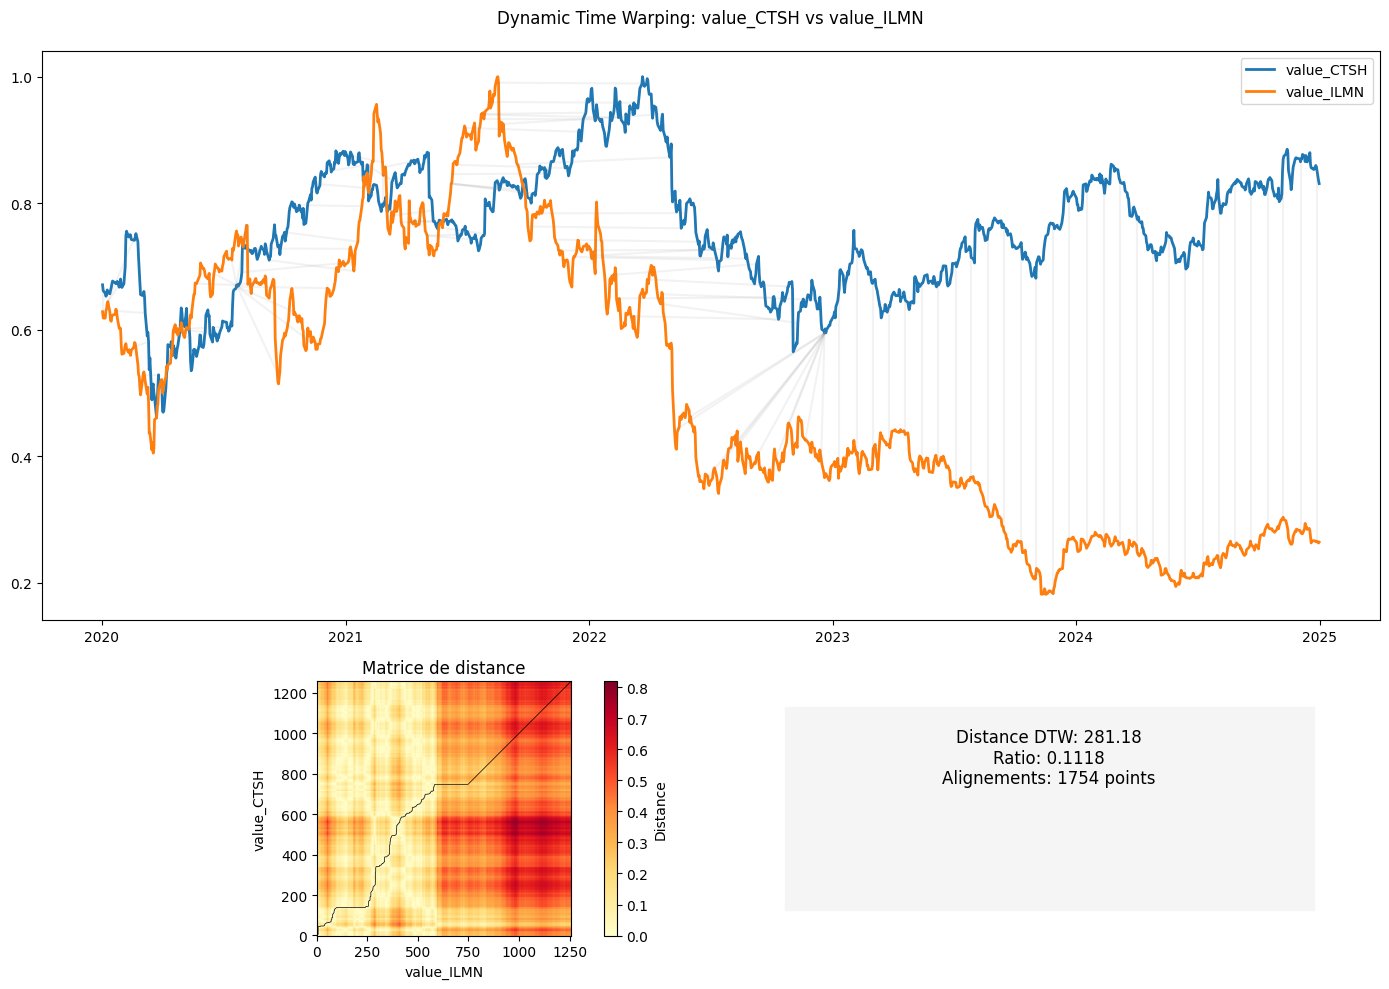 Dynamic Time Warping: value_CTSH vs value_ILMN
value_CTSH
value_ILMN
1.0
0.8
0.6
0.4
0.2
2020 2021 2022 2023 2024 2025
Matrice de distance
value_CTSH
1200
1000
800
600
400
200
0
0 250 500 750 1000 1250
value_ILMN
0.8
0.7
0.6
0.5
0.4
0.3
0.2
0.1
0.0
Distance
Distance DTW: 281.18
Ratio: 0.1118
Alignements: 1754 points